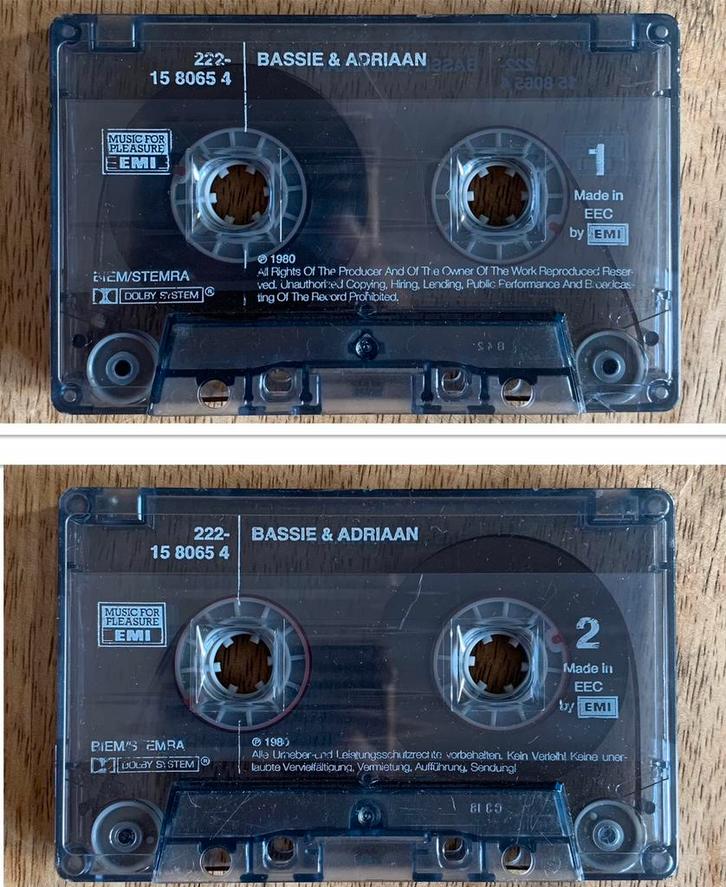 222- BASSIE & ADRIAAN
15 8065 4
MUSIC FOR
PLEASURE
EMI
1
Made in
EEC
by EMI
BIEM/STEMRA
DOLBY SYSTEM®
℗ 1980
All Rights Of The Producer And Of The Owner Of The Work Reproduced Reser-
ved. Unauthorized Copying, Hiring, Lending, Public Performance And Broadcas-
ting Of The Record Prohibited.
222- BASSIE & ADRIAAN
15 8065 4
MUSIC FOR
PLEASURE
EMI
2
Made in
EEC
by EMI
BIEM/STEMRA
DOLBY SYSTEM®
℗ 1980
Alle Urheber-und Leistungsschutzrechte vorbehalten. Kein Verleih! Keine uner-
laubte Vervielfältigung, Vermietung, Aufführung, Sendung!